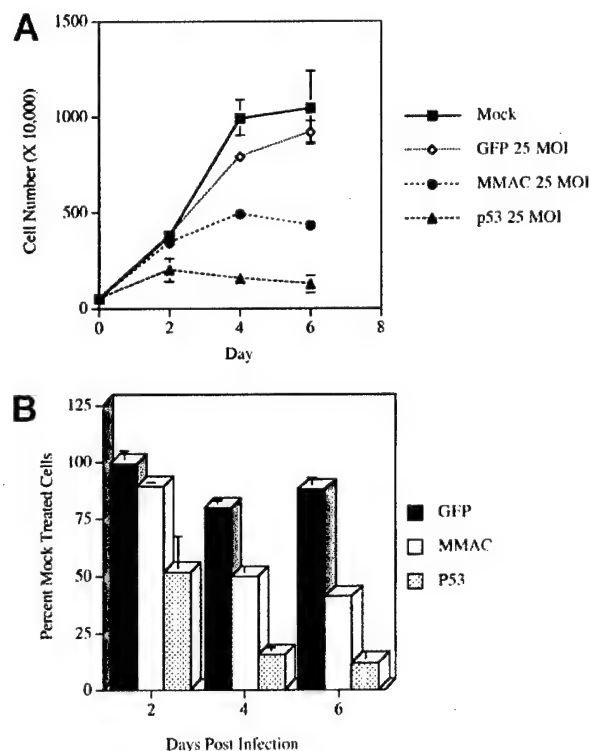 A
1500
1000
500
0
Cell Number (X 10,000)
0 2 4 6 8
Day
Mock
GFP 25 MOI
MMAC 25 MOI
p53 25 MOI
B
125
100
75
50
25
0
Percent Mock Treated Cells
2 4 6
Days Post Infection
GFP
MMAC
P53